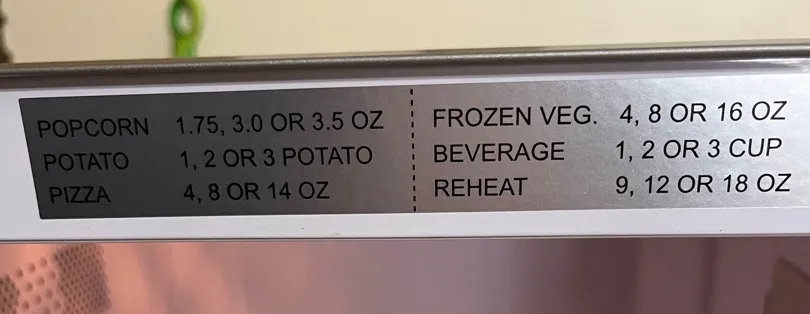 POPCORN 1.75, 3.0 OR 3.5 OZ
POTATO 1, 2 OR 3 POTATO
PIZZA 4, 8 OR 14 OZ
FROZEN VEG. 4, 8 OR 16 OZ
BEVERAGE 1, 2 OR 3 CUP
REHEAT 9, 12 OR 18 OZ